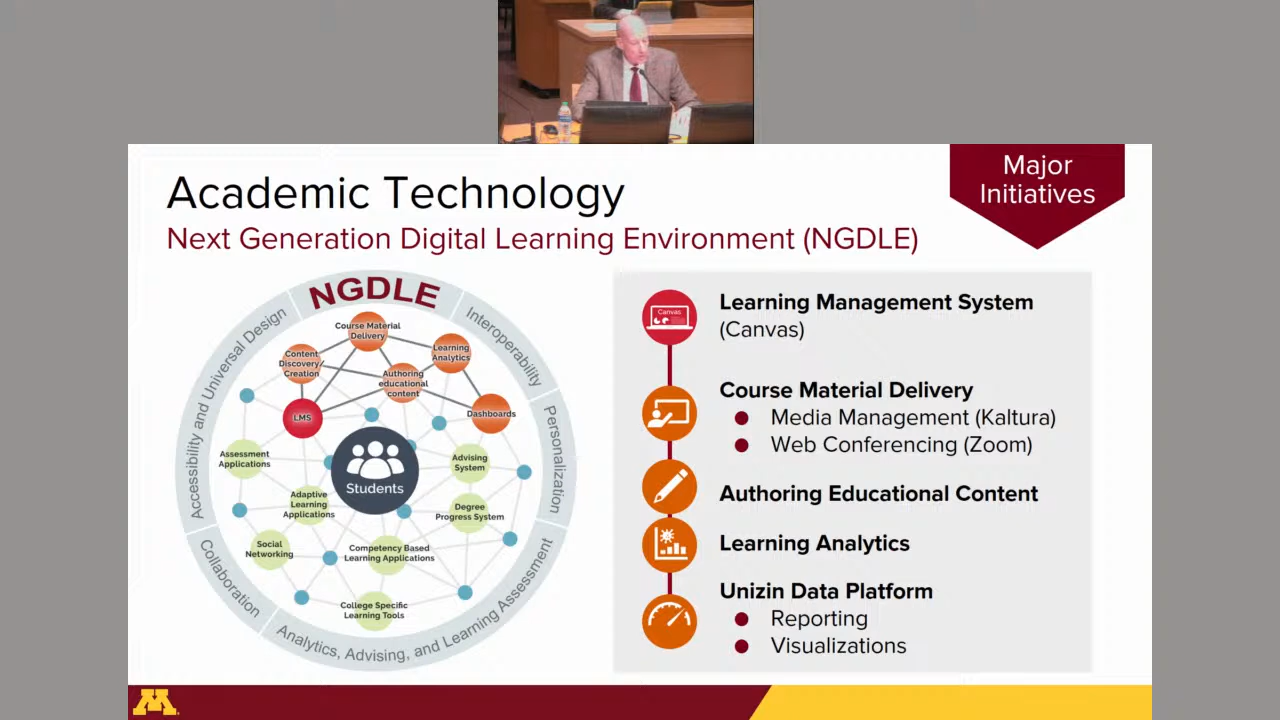 Major
Initiatives
Academic Technology
Next Generation Digital Learning Environment (NGDLE)
NGDLE
Accessibility and Universal Design
Interoperability
Personalization
Collaboration
Analytics, Advising, and Learning Assessment
Course Material
Delivery
Content
Discovery/
Creation
Learning
Analytics
Authoring
educational
content
LMS
Dashboards
Assessment
Applications
Advising
System
Students
Adaptive
Learning
Applications
Degree
Progress System
Social
Networking
Competency Based
Learning Applications
College Specific
Learning Tools
Canvas
Learning Management System
(Canvas)
Course Material Delivery
Media Management (Kaltura)
Web Conferencing (Zoom)
Authoring Educational Content
Learning Analytics
Unizin Data Platform
Reporting
Visualizations
M